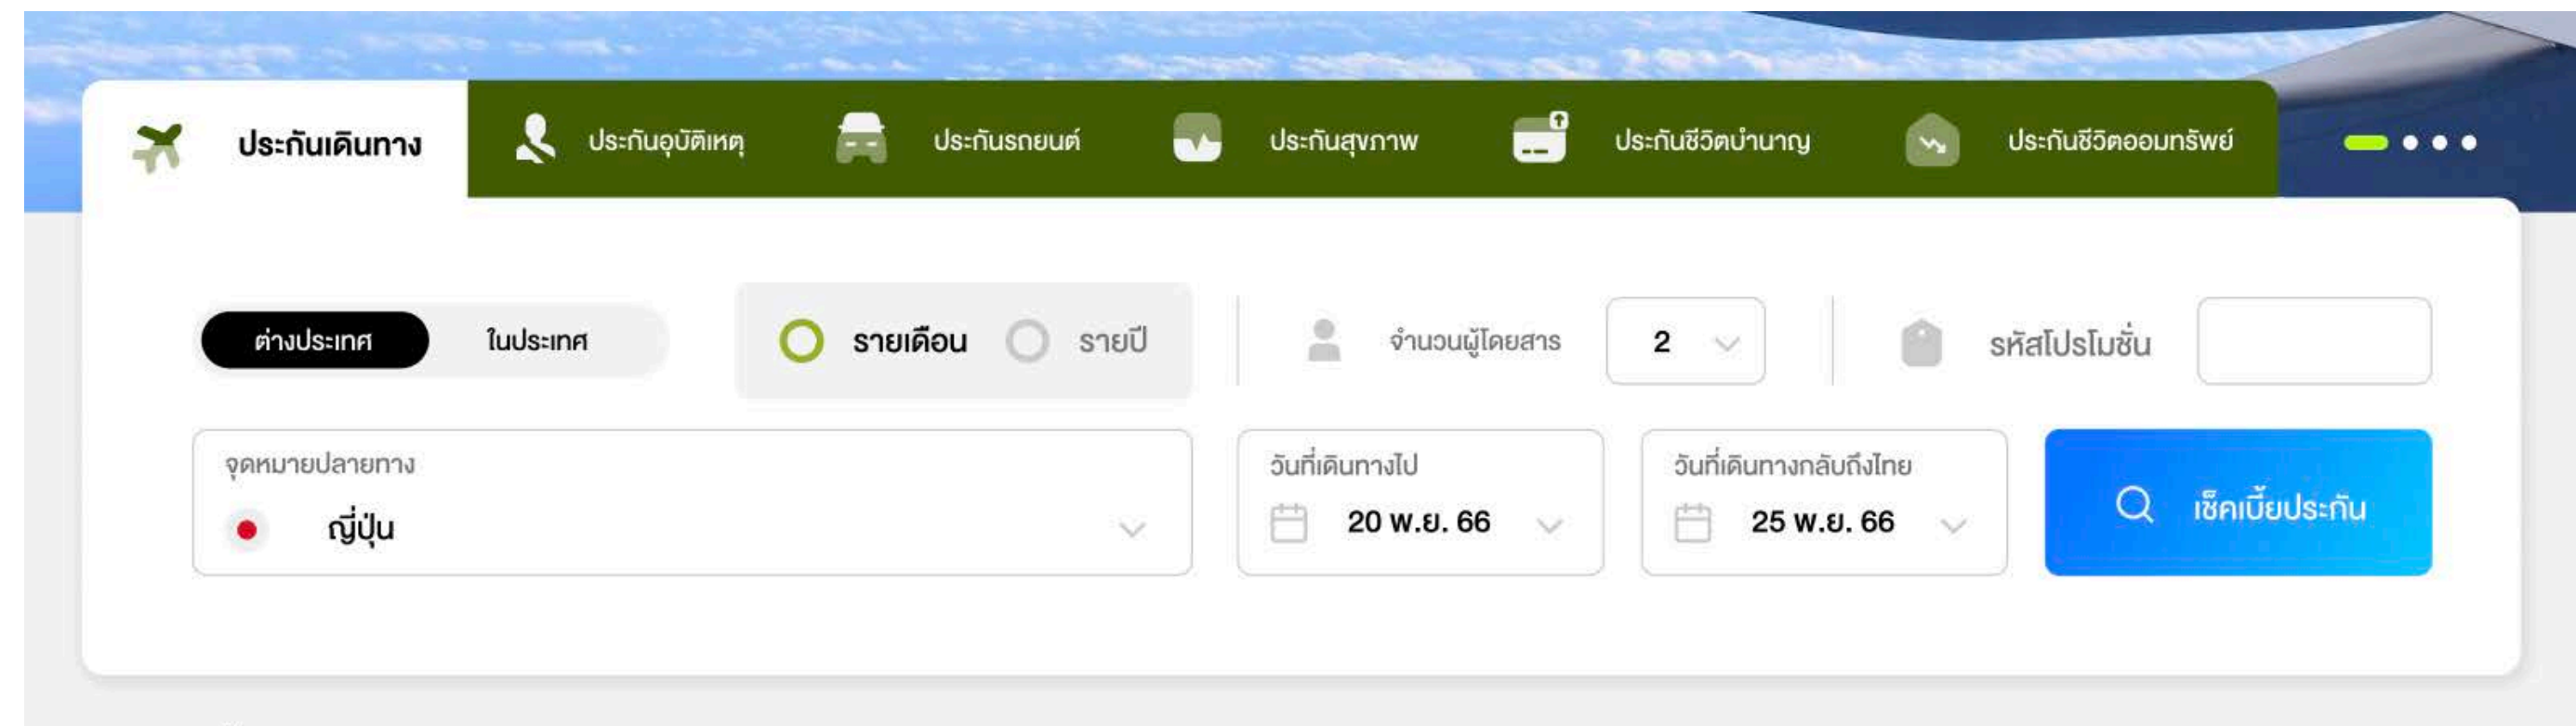 ประกันเดินทาง ประกันอุบัติเหตุ ประกันรถยนต์ ประกันสุขภาพ ประกันชีวิตบำนาญ ประกันชีวิตออมทรัพย์
ต่างประเทศ ในประเทศ รายเดือน รายปี จำนวนผู้โดยสาร 2 รหัสโปรโมชั่น
จุดหมายปลายทาง วันที่เดินทางไป วันที่เดินทางกลับถึงไทย
ญี่ปุ่น 20 พ.ย. 66 25 พ.ย. 66 เช็คเบี้ยประกัน